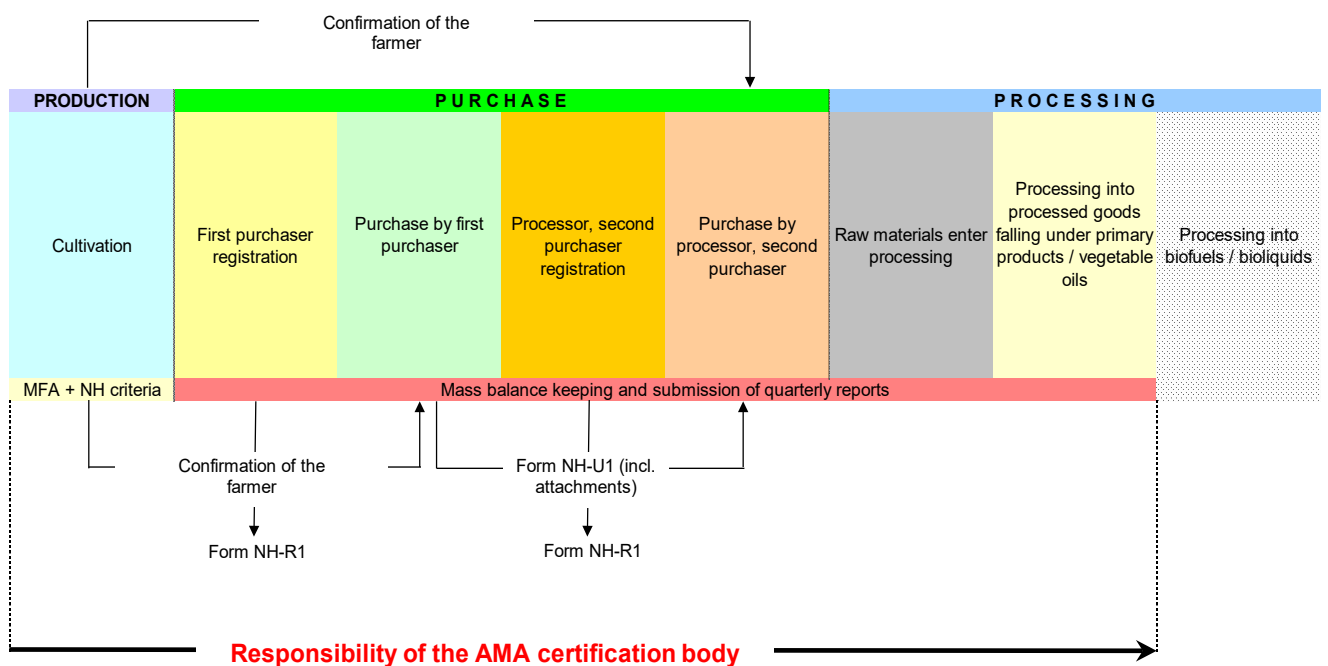 Confirmation of the
farmer
PRODUCTION
PURCHASE
PROCESSING
Cultivation
First purchaser
registration
Purchase by first
purchaser
Processor, second
purchaser
registration
Purchase by
processor, second
purchaser
Raw materials enter
processing
Processing into
processed goods
falling under primary
products / vegetable
oils
Processing into
biofuels / bioliquids
MFA + NH criteria
Mass balance keeping and submission of quarterly reports
Confirmation of the
farmer
Form NH-U1 (incl.
attachments)
Form NH-R1
Form NH-R1
Responsibility of the AMA certification body